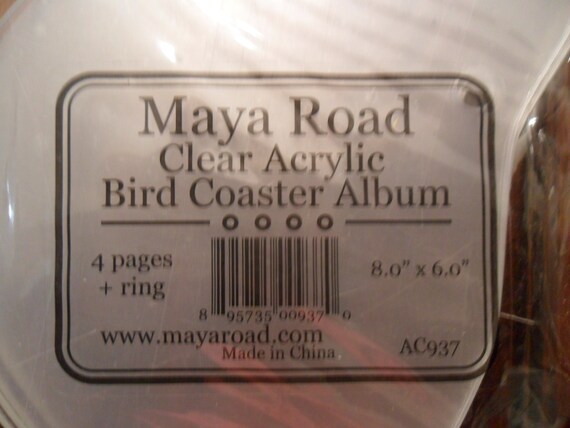 Maya Road
Clear Acrylic
Bird Coaster Album
4 pages
+ ring
8.0" x 6.0"
8 95735 00937 0
www.mayaroad.com
Made in China
AC937